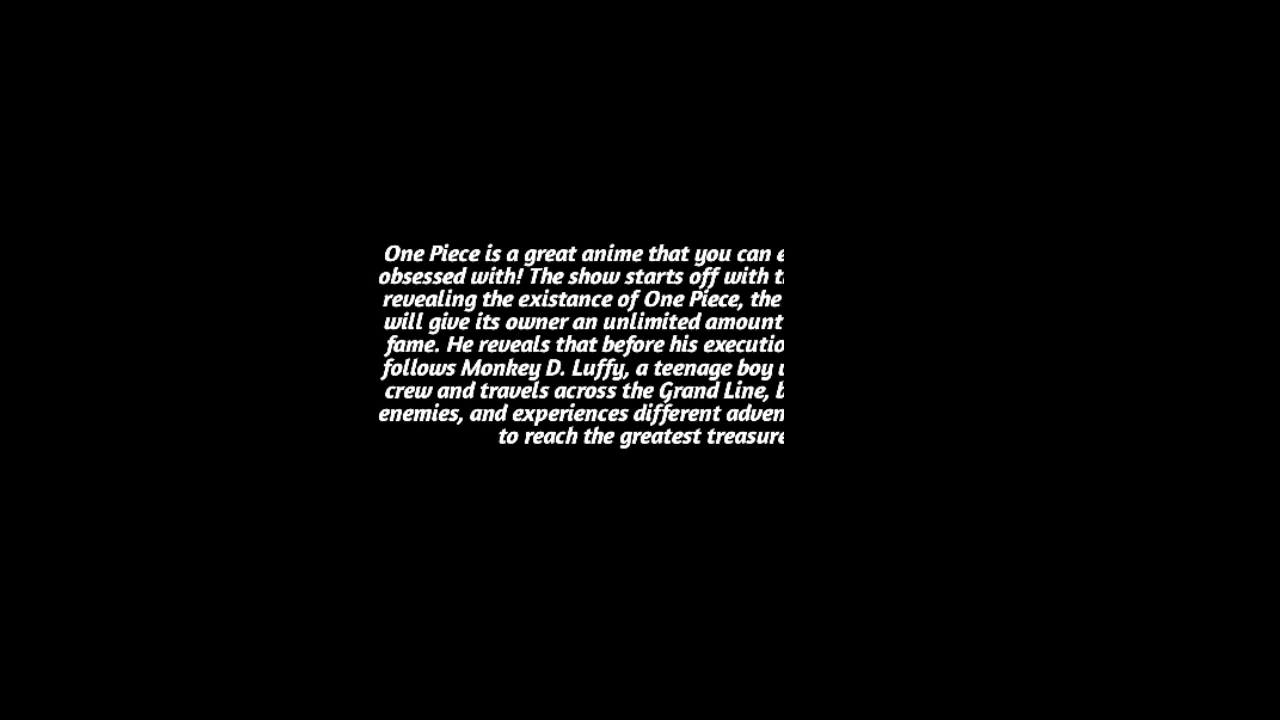 One Piece is a great anime that you can
obsessed with! The show starts off with
revealing the existance of One Piece, the
will give its owner an unlimited amount
fame. He reveals that before his
follows Monkey D. Luffy, a teenage boy
crew and travels across the Grand Line,
enemies, and experiences different
to reach the greatest treasure